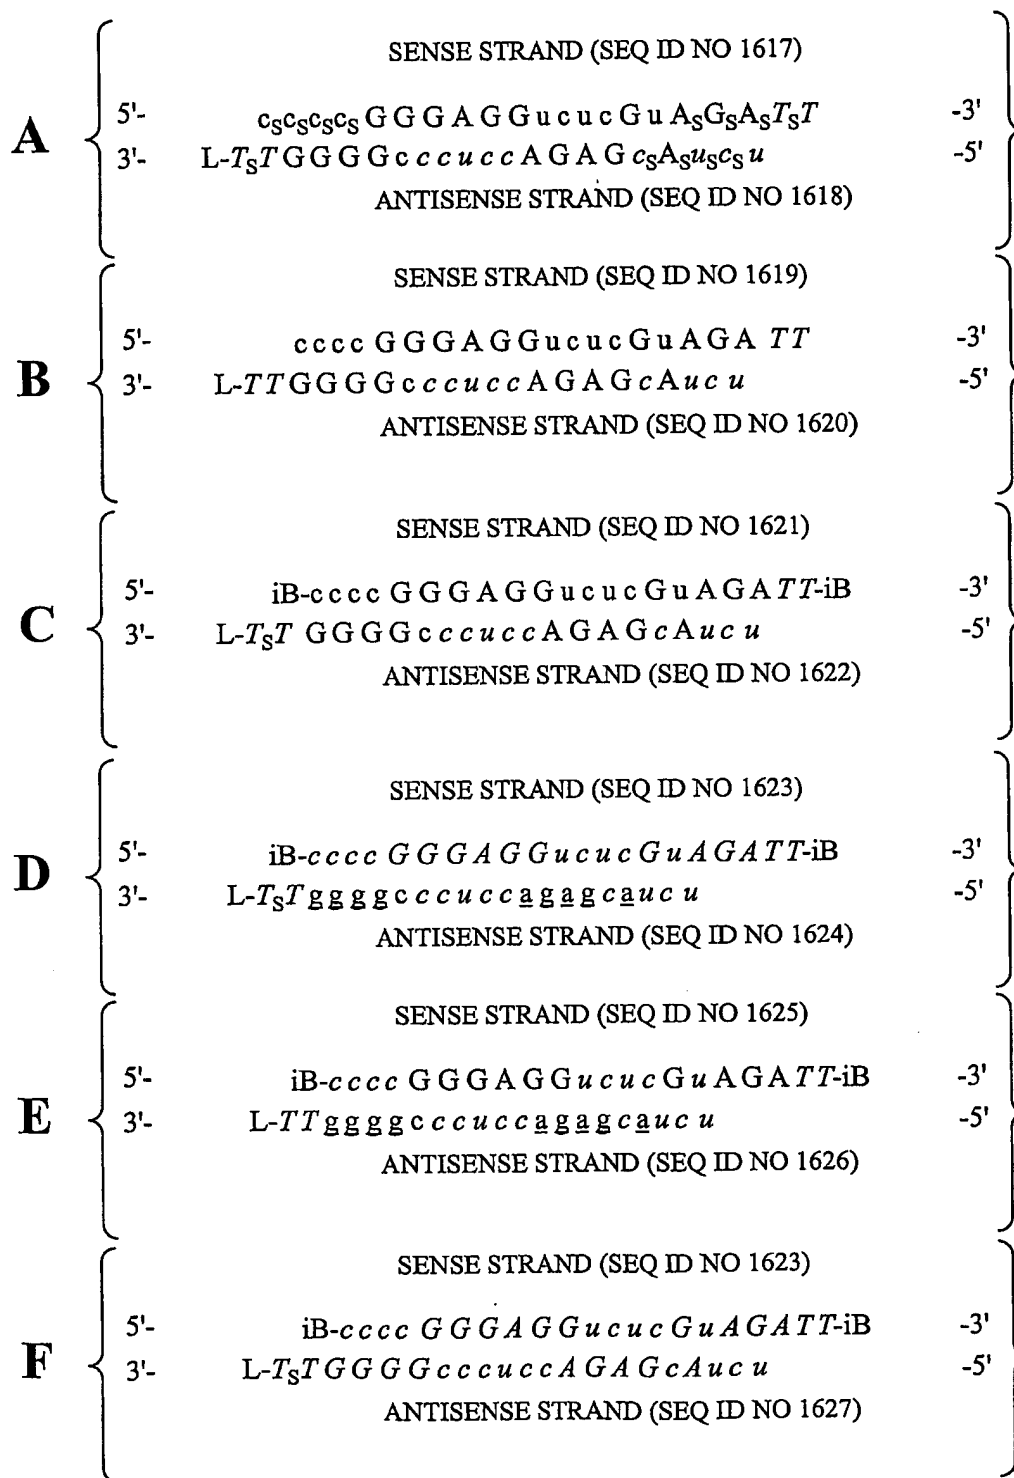 SENSE STRAND (SEQ ID NO 1617)
A
5'- cScScScS G G G A G G u c u c G u ASGSASTST -3'
3'- L-TST G G G G c c c u c c A G A G cSASuScS u -5'
ANTISENSE STRAND (SEQ ID NO 1618)
SENSE STRAND (SEQ ID NO 1619)
B
5'- c c c c G G G A G G u c u c G u A G A TT -3'
3'- L-TT G G G G c c c u c c A G A G c A u c u -5'
ANTISENSE STRAND (SEQ ID NO 1620)
SENSE STRAND (SEQ ID NO 1621)
C
5'- iB-c c c c G G G A G G u c u c G u A G A TT-iB -3'
3'- L-TST G G G G c c c u c c A G A G c A u c u -5'
ANTISENSE STRAND (SEQ ID NO 1622)
SENSE STRAND (SEQ ID NO 1623)
D
5'- iB-c c c c G G G A G G u c u c G u A G A T T-iB -3'
3'- L-TST g g g g c c c u c c a g a g c a u c u -5'
ANTISENSE STRAND (SEQ ID NO 1624)
SENSE STRAND (SEQ ID NO 1625)
E
5'- iB-c c c c G G G A G G u c u c G u A G A TT-iB -3'
3'- L-TT g g g g c c c u c c a g a g c a u c u -5'
ANTISENSE STRAND (SEQ ID NO 1626)
SENSE STRAND (SEQ ID NO 1623)
F
5'- iB-c c c c G G G A G G u c u c G u A G A T T-iB -3'
3'- L-TST G G G G c c c u c c A G A G c A u c u -5'
ANTISENSE STRAND (SEQ ID NO 1627)